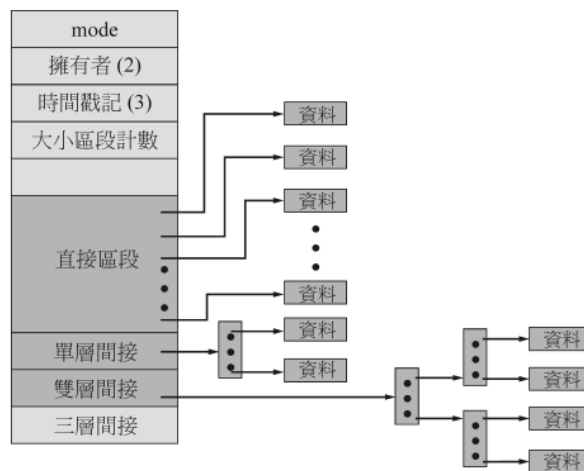 mode
擁有者 (2)
時間戳記 (3)
大小區段計數
直接區段
單層間接
雙層間接
三層間接
資料
資料
資料
資料
資料
資料
資料
資料
資料
資料